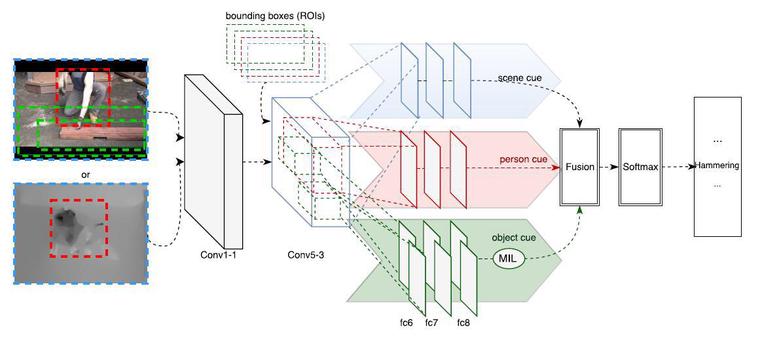 bounding boxes (ROIs)
or
Conv1-1
Conv5-3
scene cue
person cue
object cue
MIL
fc6 fc7 fc8
Fusion
Softmax
...
Hammering
...